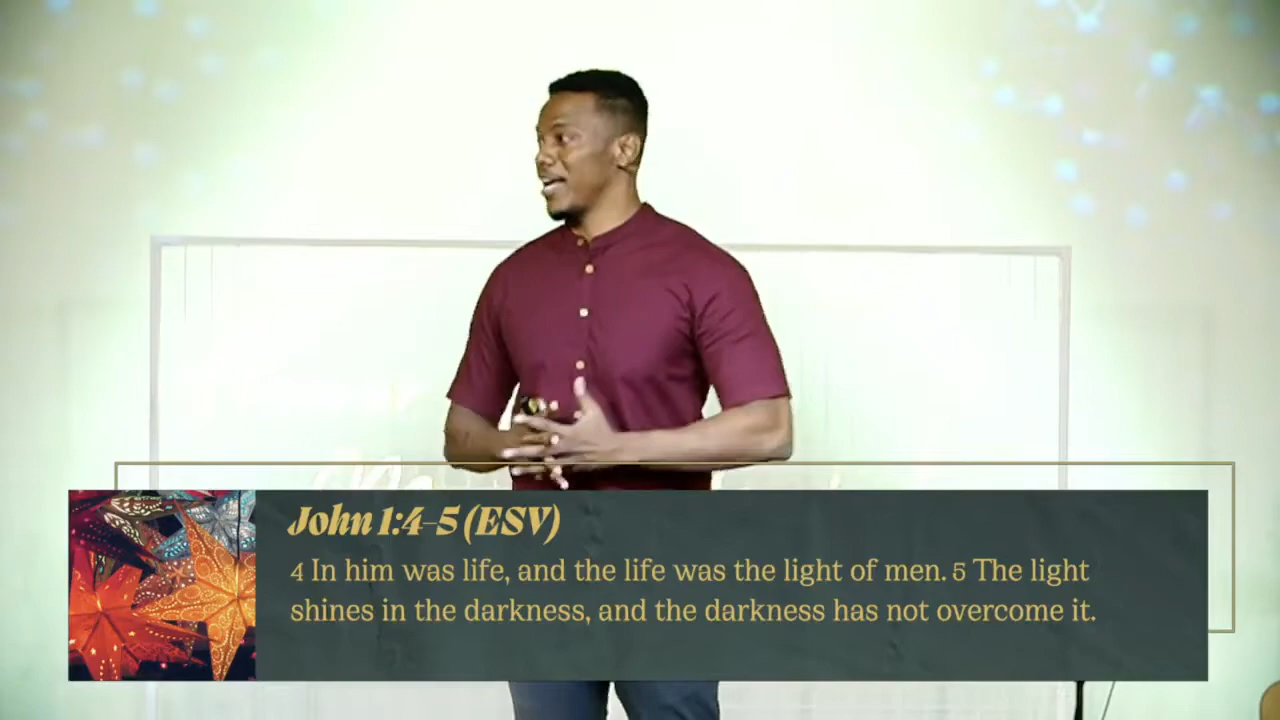 John 1:4-5 (ESV)
4 In him was life, and the life was the light of men. 5 The light
shines in the darkness, and the darkness has not overcome it.